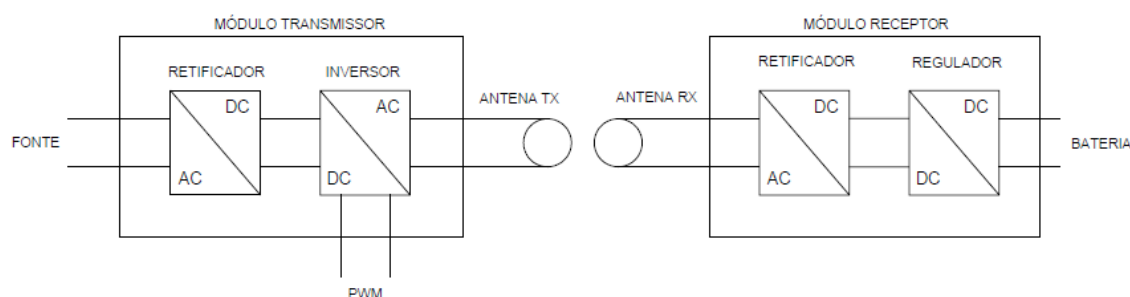 MÓDULO TRANSMISSOR
MÓDULO RECEPTOR
RETIFICADOR
INVERSOR
RETIFICADOR
REGULADOR
DC
AC
DC
DC
ANTENA TX
ANTENA RX
FONTE
BATERIA
AC
DC
AC
DC
PWM